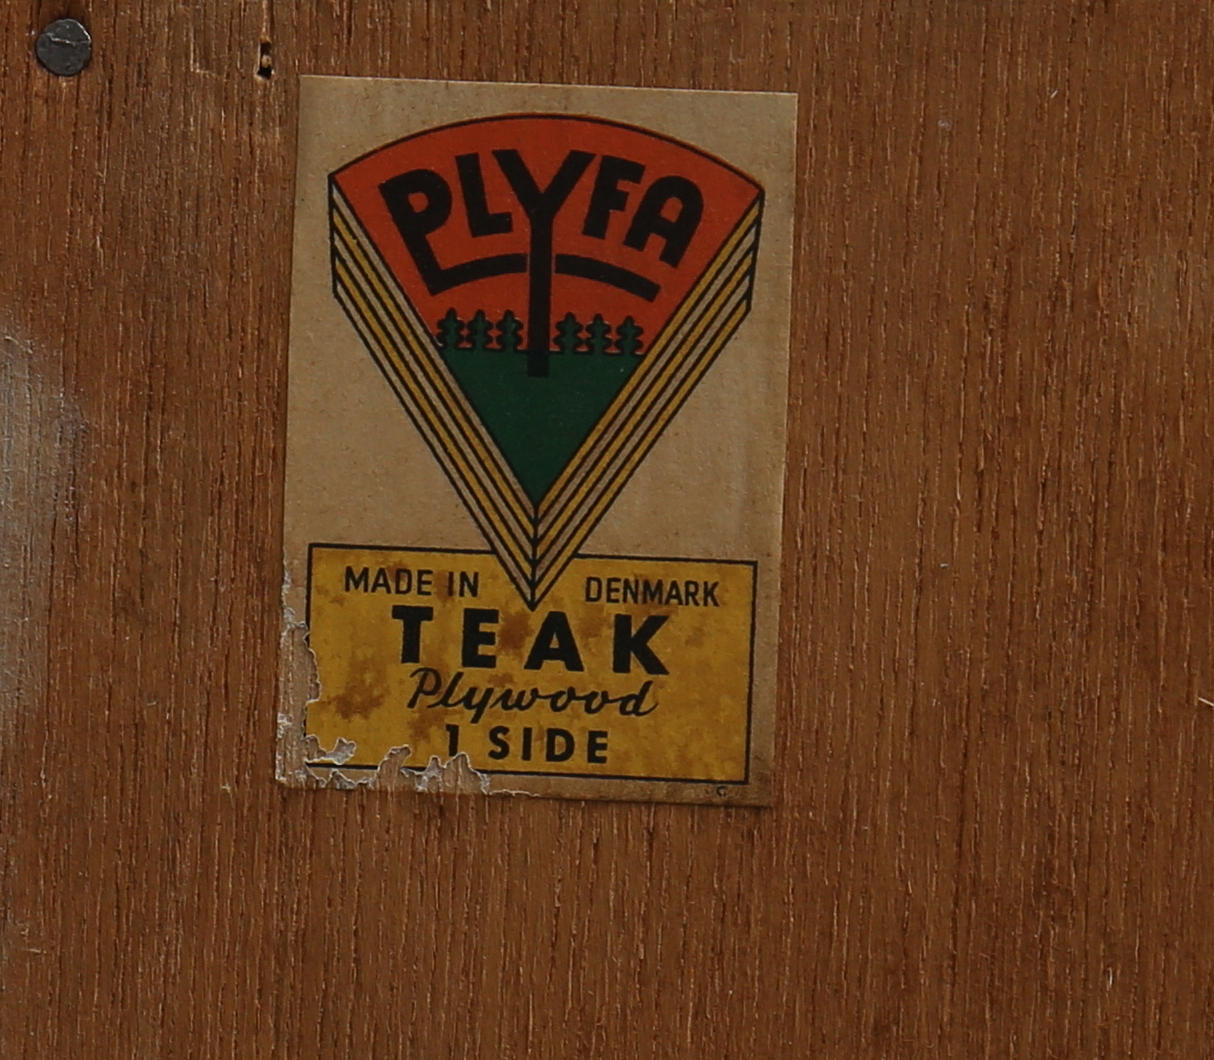 PLYFA
MADE IN DENMARK
TEAK
Plywood
1 SIDE